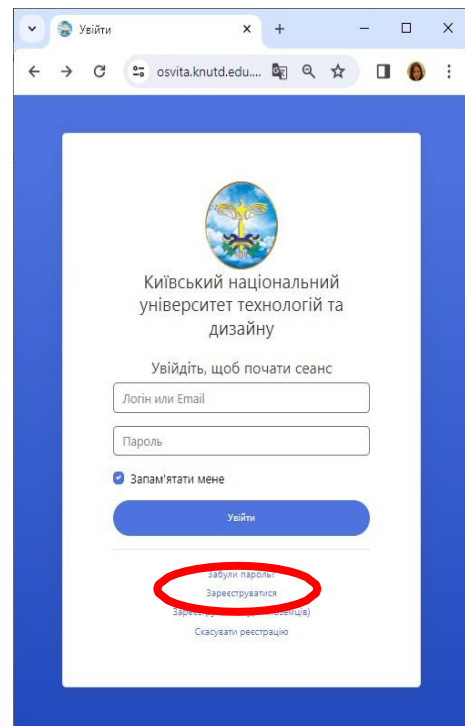 Увійти
osvita.knutd.edu....
Київський національний
університет технологій та
дизайну
Увійдіть, щоб почати сеанс
Логін или Email
Пароль
Запам'ятати мене
Увійти
Забули пароль?
Зареєструватися
Скасувати реєстрацію